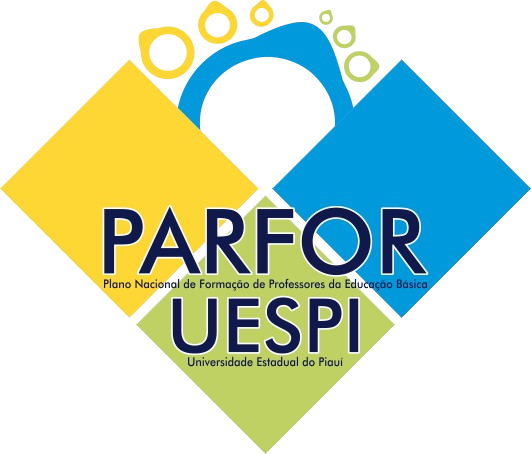 PARFOR
Plano Nacional de Formação de Professores da Educação Básica
UESPI
Universidade Estadual do Piauí